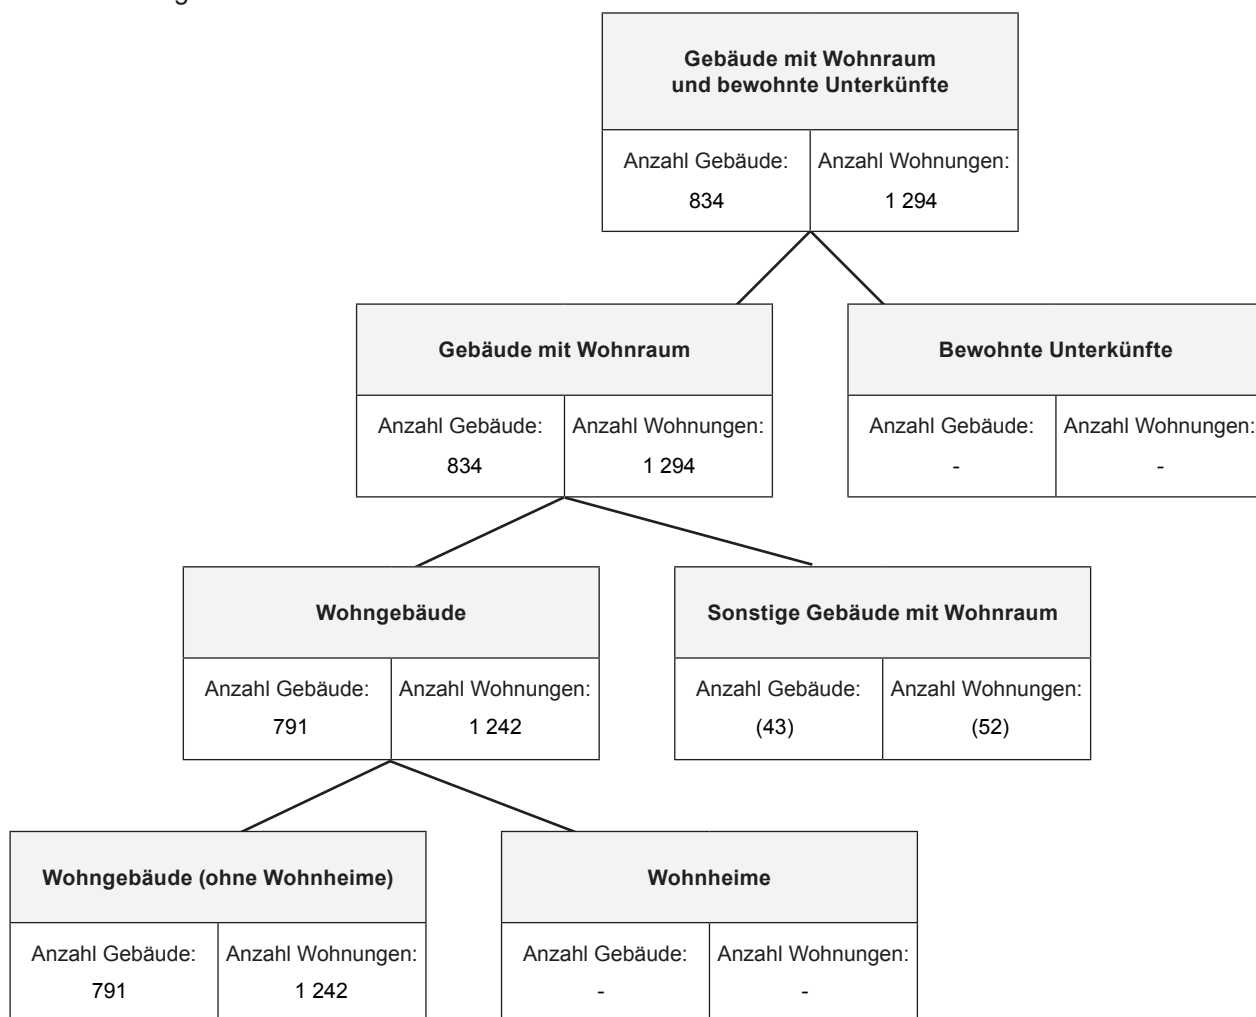 Gebäude mit Wohnraum
und bewohnte Unterkünfte
Anzahl Gebäude: Anzahl Wohnungen:
834 1 294
Gebäude mit Wohnraum
Bewohnte Unterkünfte
Anzahl Gebäude: Anzahl Wohnungen:
834 1 294
Anzahl Gebäude: Anzahl Wohnungen:
- -
Wohngebäude
Sonstige Gebäude mit Wohnraum
Anzahl Gebäude: Anzahl Wohnungen:
791 1 242
Anzahl Gebäude: Anzahl Wohnungen:
(43) (52)
Wohngebäude (ohne Wohnheime)
Wohnheime
Anzahl Gebäude: Anzahl Wohnungen:
791 1 242
Anzahl Gebäude: Anzahl Wohnungen:
- -